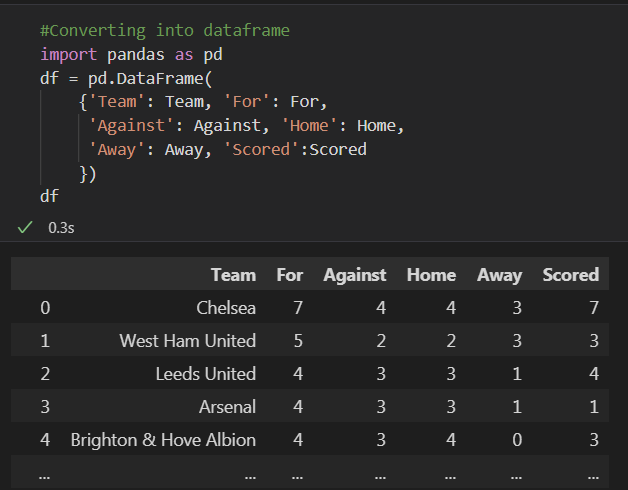 #Converting into dataframe
import pandas as pd
df = pd.DataFrame(
{'Team': Team, 'For': For,
'Against': Against, 'Home': Home,
'Away': Away, 'Scored':Scored
})
df
0.3s
Team For Against Home Away Scored
0 Chelsea 7 4 4 3 7
1 West Ham United 5 2 2 3 3
2 Leeds United 4 3 3 1 4
3 Arsenal 4 3 3 1 1
4 Brighton & Hove Albion 4 3 4 0 3
... ... ... ... ... ... ...